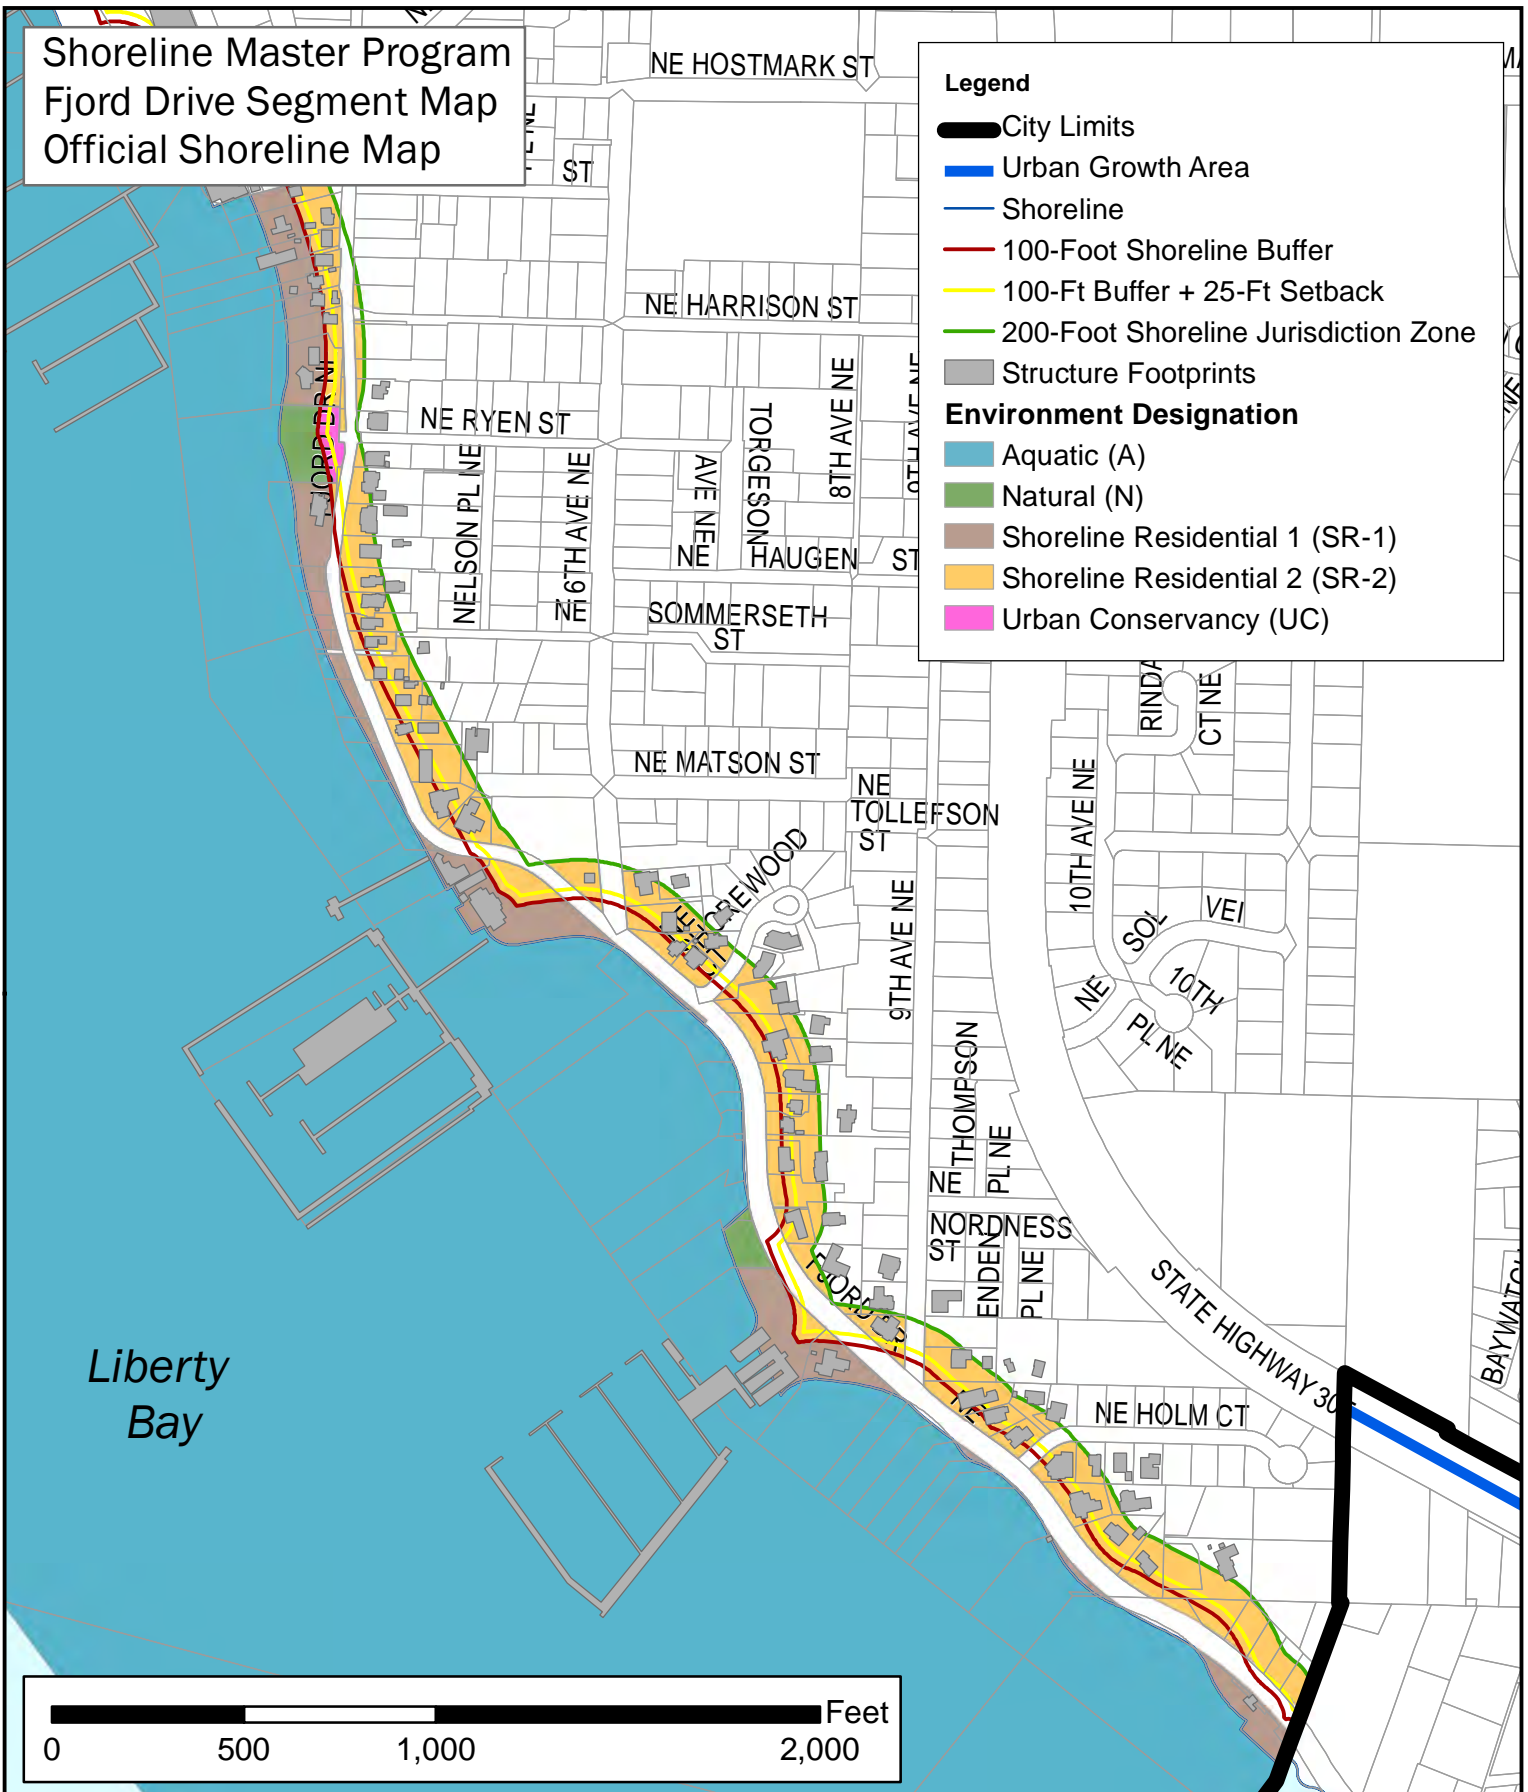 Shoreline Master Program
Fjord Drive Segment Map
Official Shoreline Map
Legend
City Limits
Urban Growth Area
Shoreline
100-Foot Shoreline Buffer
100-Ft Buffer + 25-Ft Setback
200-Foot Shoreline Jurisdiction Zone
Structure Footprints
Environment Designation
Aquatic (A)
Natural (N)
Shoreline Residential 1 (SR-1)
Shoreline Residential 2 (SR-2)
Urban Conservancy (UC)
NE HOSTMARK ST
ST
NE HARRISON ST
NE RYEN ST
NELSON PL NE
6TH AVE NE
AVE NE
TORGESON
8TH AVE NE
NE HAUGEN ST
NE SOMMERSETH
ST
NE MATSON ST
NE
TOLLEFSON
ST
RINDA
CT NE
10TH AVE NE
9TH AVE NE
SOL VEI
NE 10TH
PL NE
THOMPSON
PL NE
NE
NORDNESS
ST
ENDEN
PL NE
FJORD DR
NE
STATE HIGHWAY 305
NE HOLM CT
Liberty
Bay
Feet
0 500 1,000 2,000